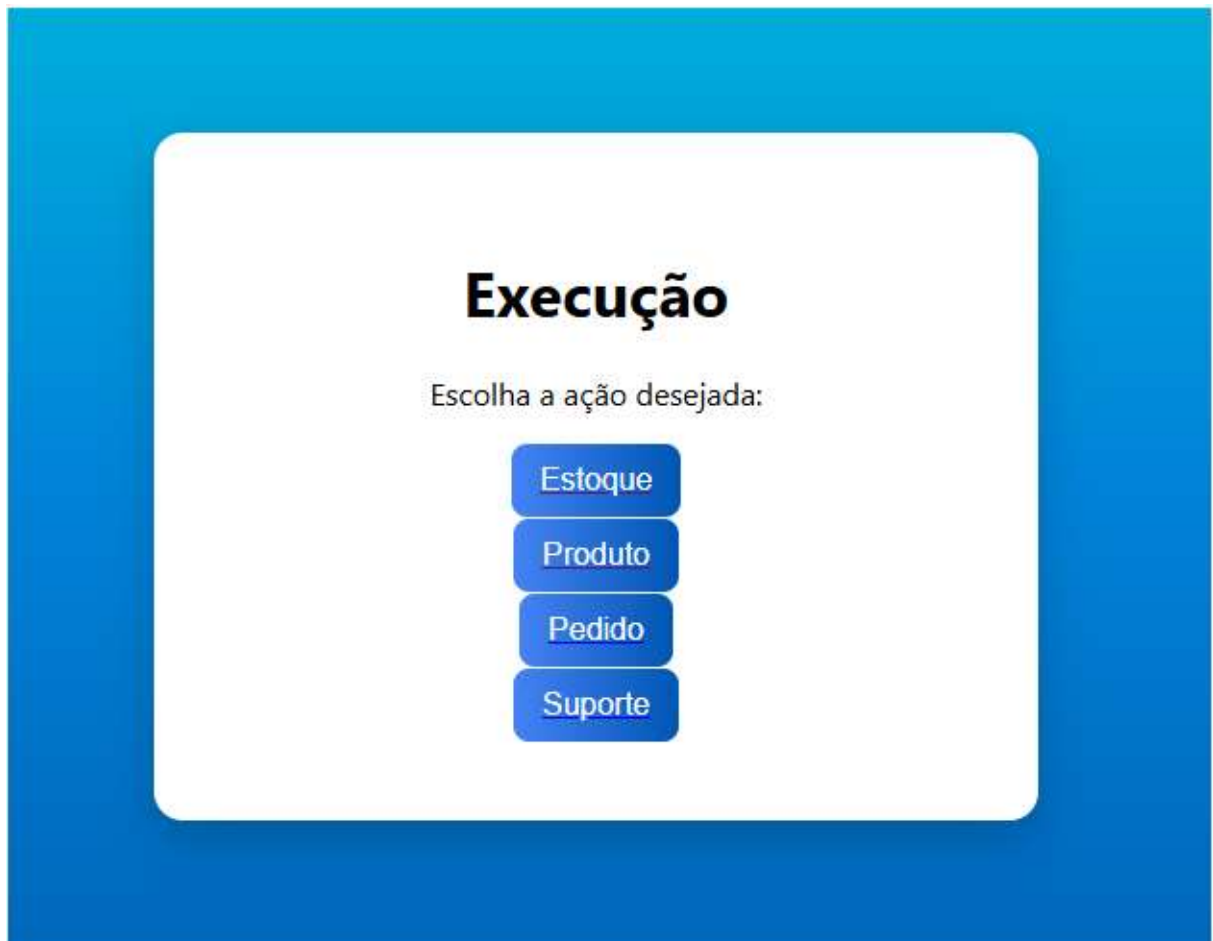 Execução
Escolha a ação desejada:
Estoque
Produto
Pedido
Suporte